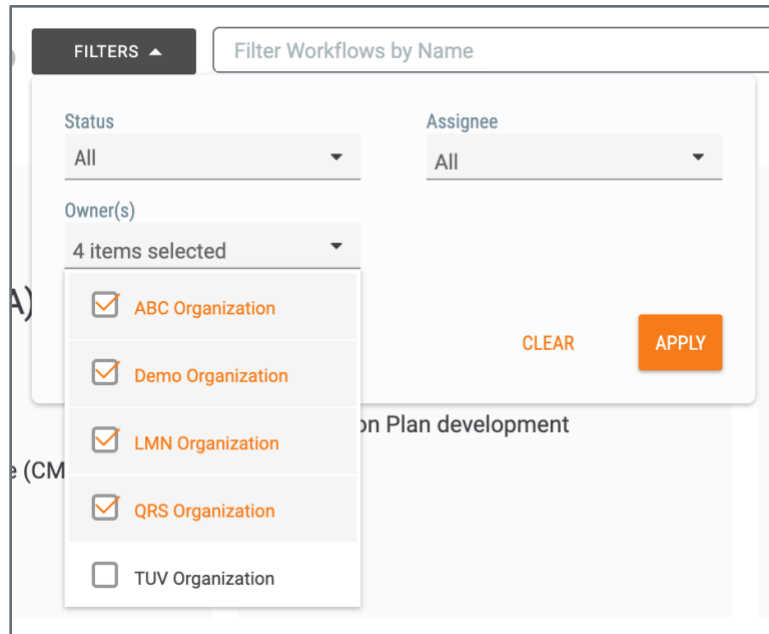 FILTERS
Filter Workflows by Name
Status
Assignee
All
All
Owner(s)
4 items selected
ABC Organization
A)
CLEAR
APPLY
Demo Organization
on Plan development
LMN Organization
e (CM
QRS Organization
TUV Organization